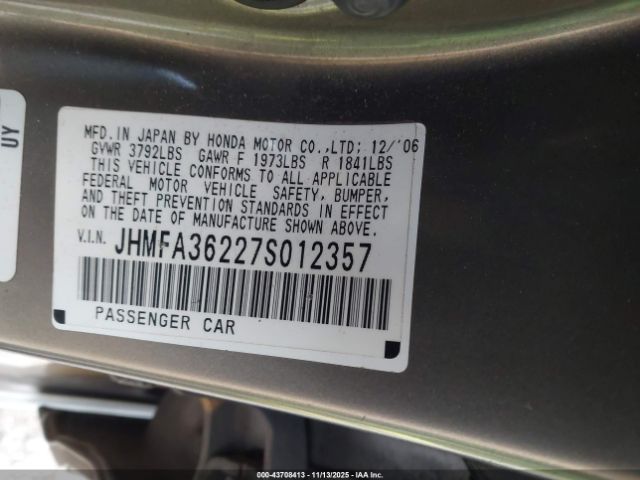 UY
MFD. IN JAPAN BY HONDA MOTOR CO.,LTD: 12/'06
GVWR 3792LBS GAWR F 1973LBS R 1841LBS
THIS VEHICLE CONFORMS TO ALL APPLICABLE
FEDERAL MOTOR VEHICLE SAFETY, BUMPER,
AND THEFT PREVENTION STANDARDS IN EFFECT
ON THE DATE OF MANUFACTURE SHOWN ABOVE.
V.I.N. JHMFA36227S012357
PASSENGER CAR
000-43708413 - 11/13/2025 - IAA Inc.